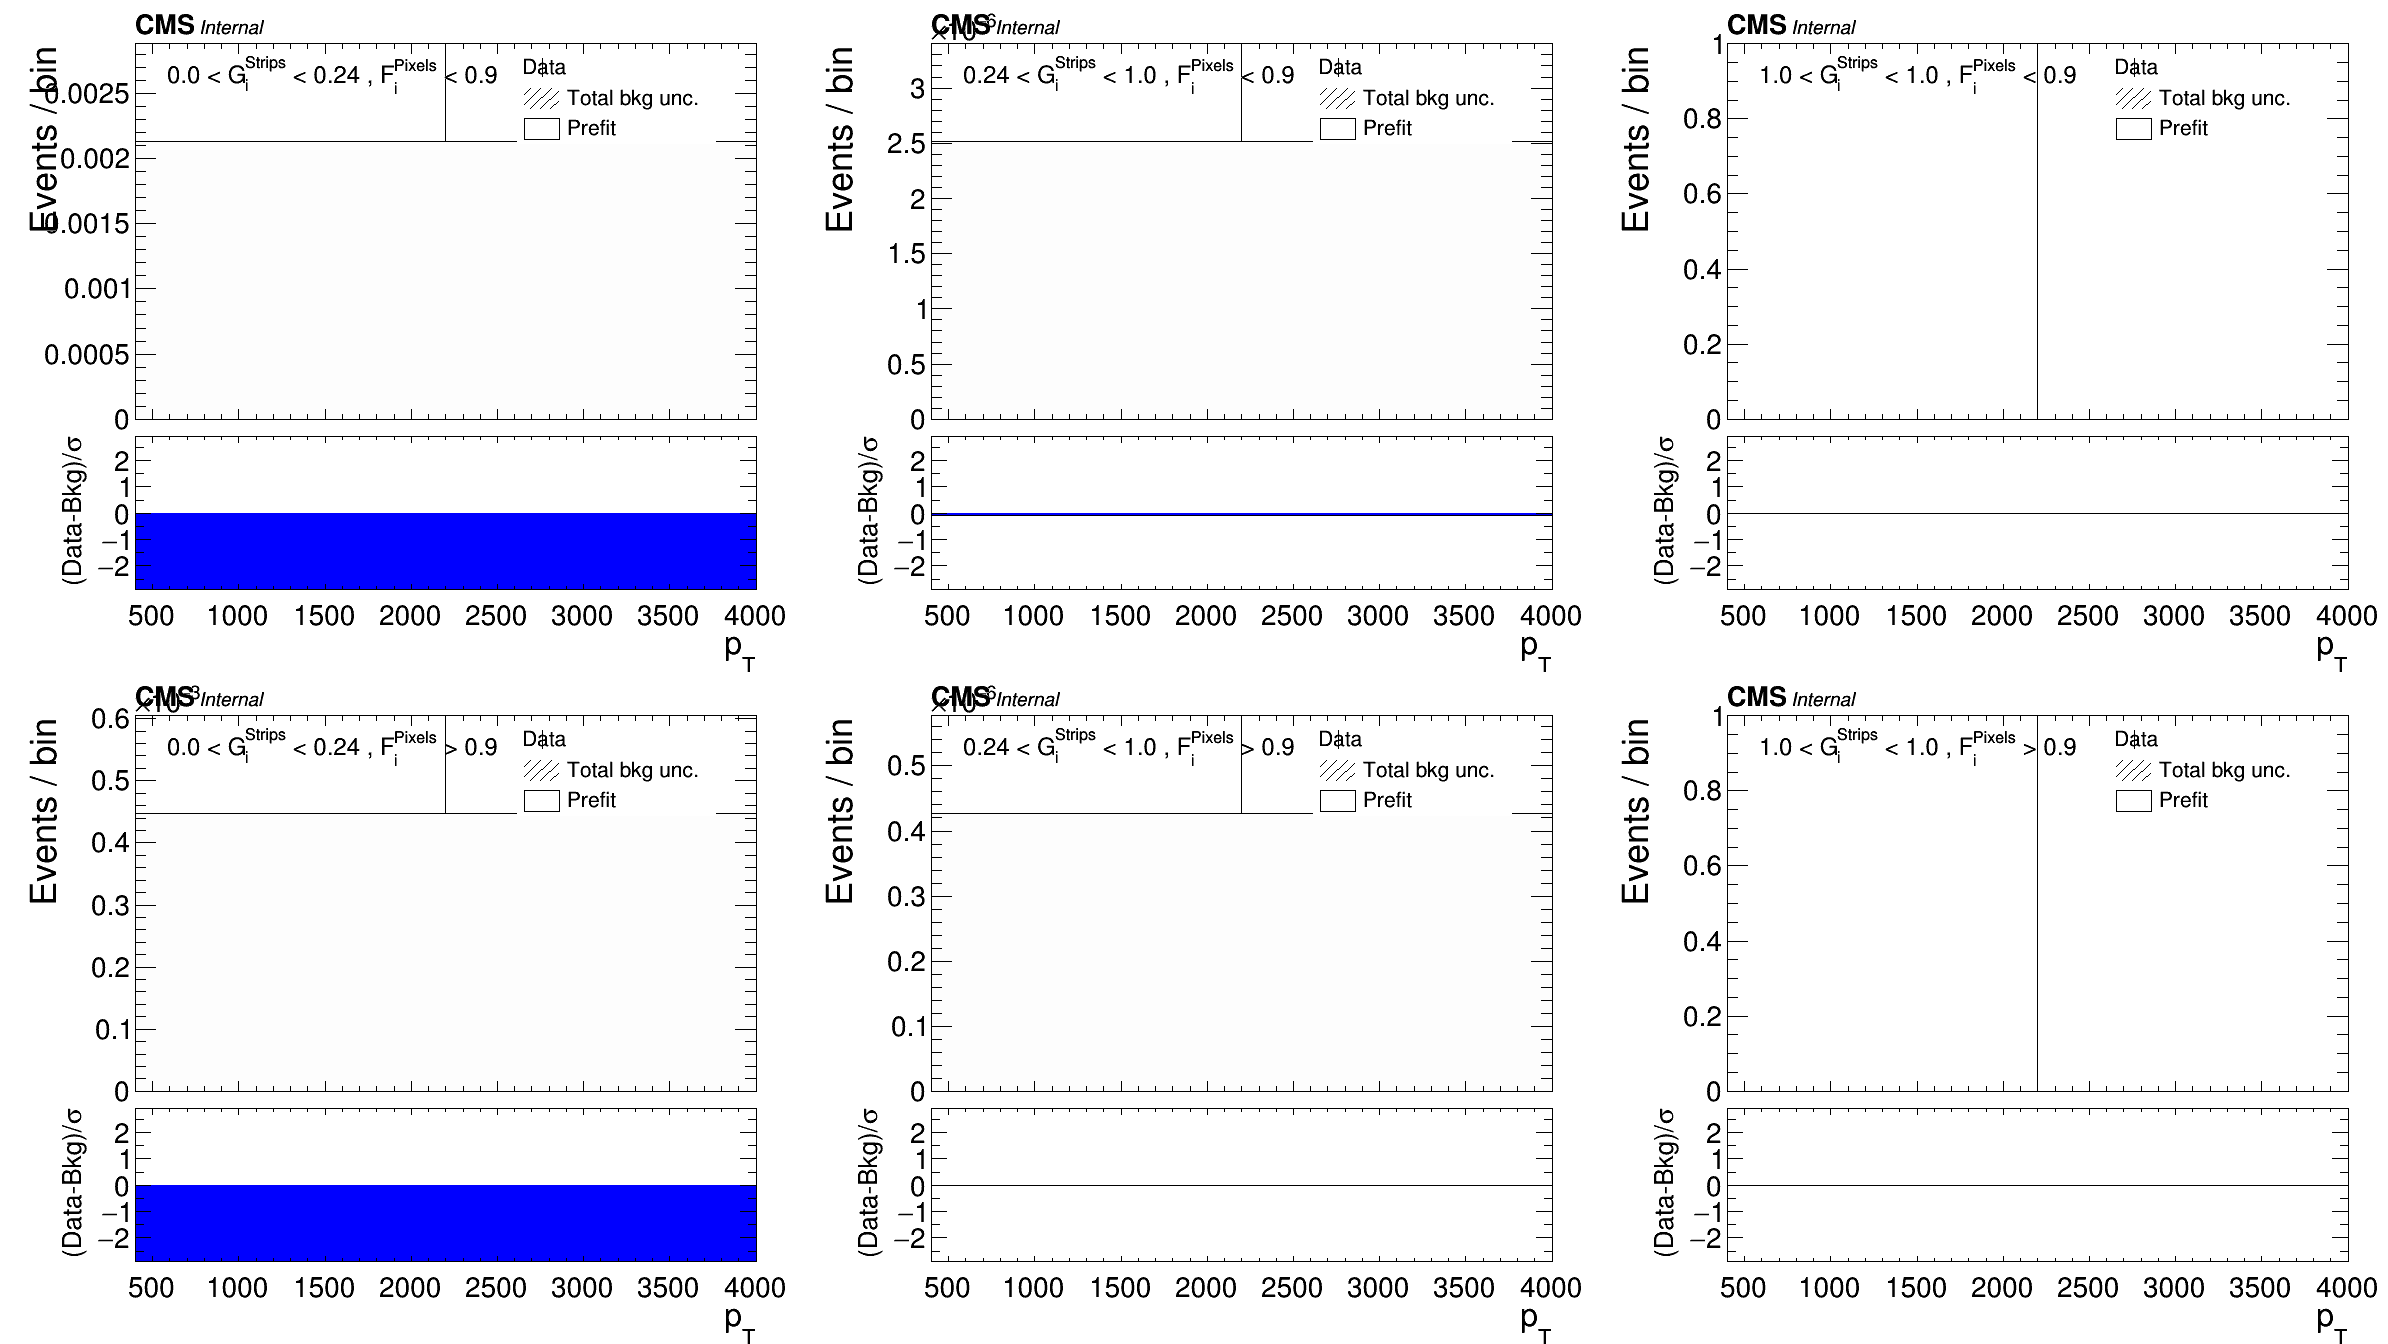 CMS Internal
0.0 < G_i^Strips < 0.24 , F_i^Pixels < 0.9
Data
Total bkg unc.
Prefit
Events / bin
0.0025
0.002
0.0015
0.001
0.0005
0
(Data-Bkg)/σ
2
1
0
−1
−2
500 1000 1500 2000 2500 3000 3500 4000
p_T
CMS Internal
×10^-6
0.24 < G_i^Strips < 1.0 , F_i^Pixels < 0.9
Data
Total bkg unc.
Prefit
Events / bin
3
2.5
2
1.5
1
0.5
0
(Data-Bkg)/σ
2
1
0
−1
−2
500 1000 1500 2000 2500 3000 3500 4000
p_T
CMS Internal
1.0 < G_i^Strips < 1.0 , F_i^Pixels < 0.9
Data
Total bkg unc.
Prefit
Events / bin
1
0.8
0.6
0.4
0.2
0
(Data-Bkg)/σ
2
1
0
−1
−2
500 1000 1500 2000 2500 3000 3500 4000
p_T
CMS Internal
×10^-3
0.0 < G_i^Strips < 0.24 , F_i^Pixels > 0.9
Data
Total bkg unc.
Prefit
Events / bin
0.6
0.5
0.4
0.3
0.2
0.1
0
(Data-Bkg)/σ
2
1
0
−1
−2
500 1000 1500 2000 2500 3000 3500 4000
p_T
CMS Internal
×10^-6
0.24 < G_i^Strips < 1.0 , F_i^Pixels > 0.9
Data
Total bkg unc.
Prefit
Events / bin
0.5
0.4
0.3
0.2
0.1
0
(Data-Bkg)/σ
2
1
0
−1
−2
500 1000 1500 2000 2500 3000 3500 4000
p_T
CMS Internal
1.0 < G_i^Strips < 1.0 , F_i^Pixels > 0.9
Data
Total bkg unc.
Prefit
Events / bin
1
0.8
0.6
0.4
0.2
0
(Data-Bkg)/σ
2
1
0
−1
−2
500 1000 1500 2000 2500 3000 3500 4000
p_T